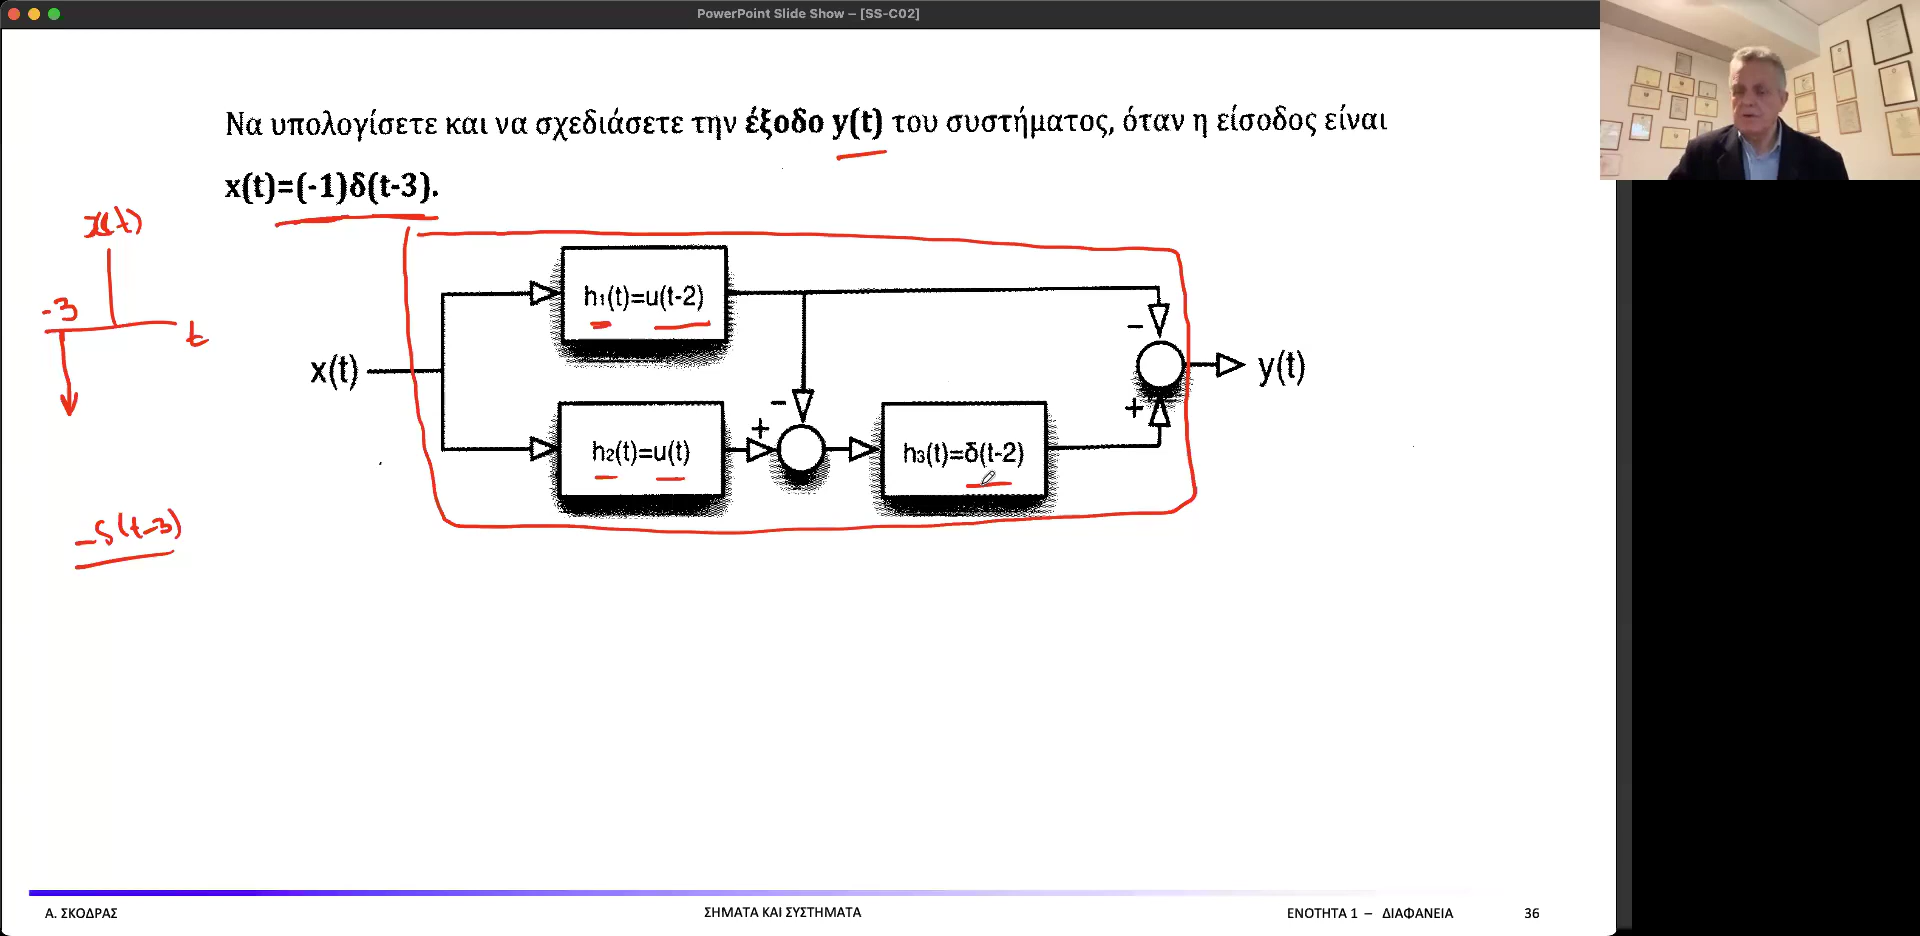 PowerPoint Slide Show – [SS-C02]
Να υπολογίσετε και να σχεδιάσετε την έξοδο y(t) του συστήματος, όταν η είσοδος είναι
x(t)=(-1)δ(t-3).
x(t)
-3
t
h₁(t)=u(t-2)
−
x(t)
y(t)
−
+
+
h₂(t)=u(t)
h₃(t)=δ(t-2)
-δ(t-3)
Α. ΣΚΟΔΡΑΣ
ΣΗΜΑΤΑ ΚΑΙ ΣΥΣΤΗΜΑΤΑ
ΕΝΟΤΗΤΑ 1 – ΔΙΑΦΑΝΕΙΑ
36